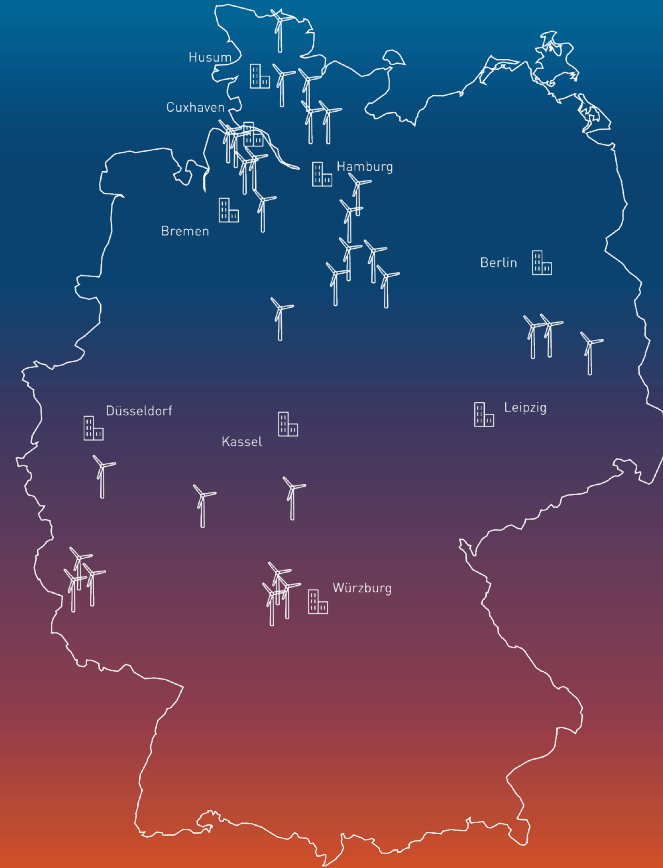 Husum
Cuxhaven
Hamburg
Bremen
Berlin
Düsseldorf
Leipzig
Kassel
Würzburg